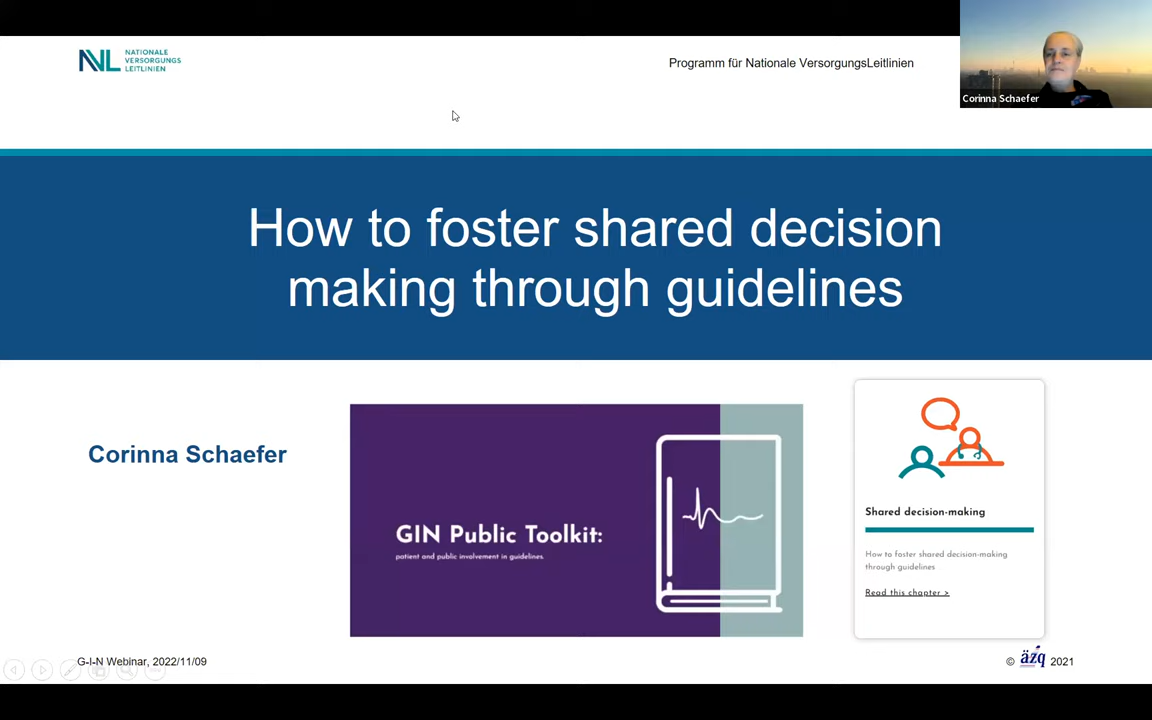 NVL NATIONALE
VERSORGUNGS
LEITLINIEN
Programm für Nationale VersorgungsLeitlinien
Corinna Schaefer
How to foster shared decision
making through guidelines
Corinna Schaefer
GIN Public Toolkit:
patient and public involvement in guidelines.
Shared decision-making
How to foster shared decision-making
through guidelines
Read this chapter >
G-I-N Webinar, 2022/11/09
© äzq 2021